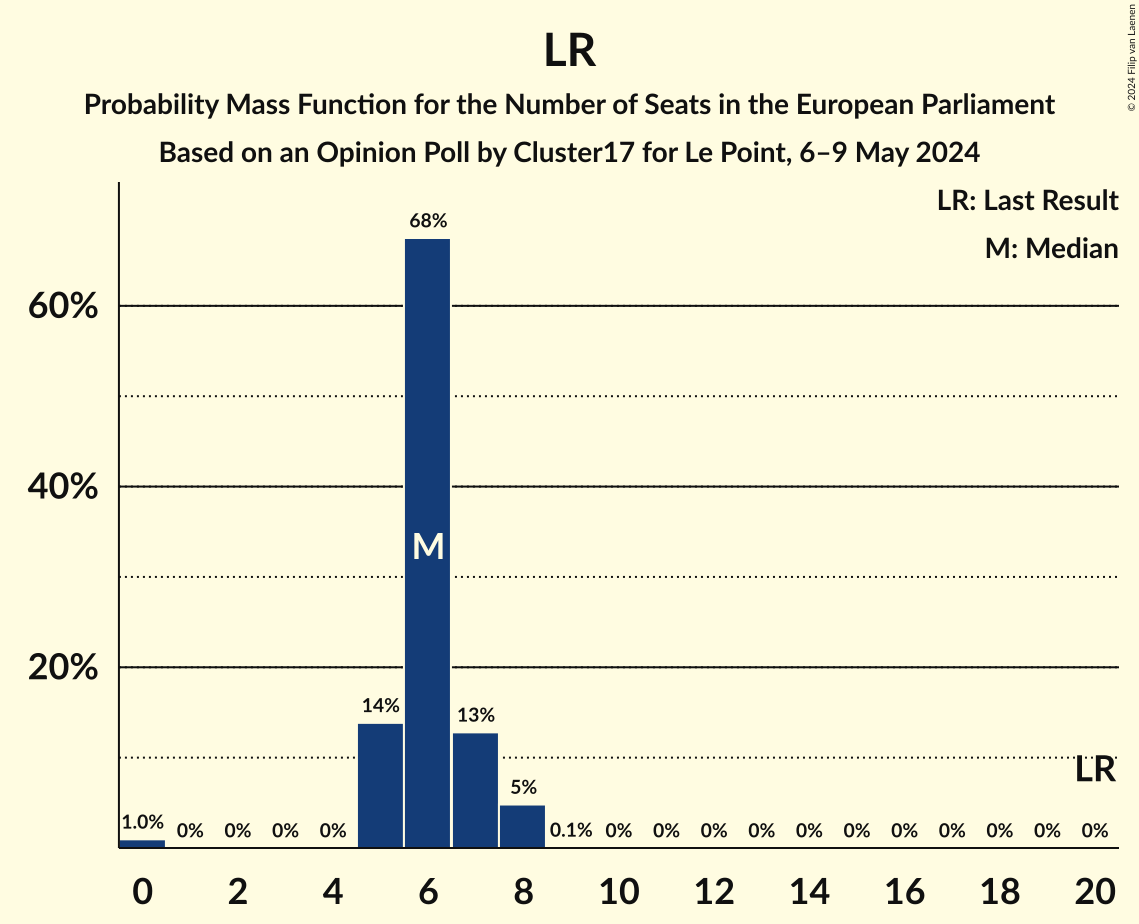 LR
Probability Mass Function for the Number of Seats in the European Parliament
Based on an Opinion Poll by Cluster17 for Le Point, 6–9 May 2024
© 2024 Filip van Laenen
LR: Last Result
M: Median
60%
40%
20%
1.0% 0% 0% 0% 0% 14% 68% 13% 5% 0.1% 0% 0% 0% 0% 0% 0% 0% 0% 0% 0% 0%
M
LR
0 2 4 6 8 10 12 14 16 18 20